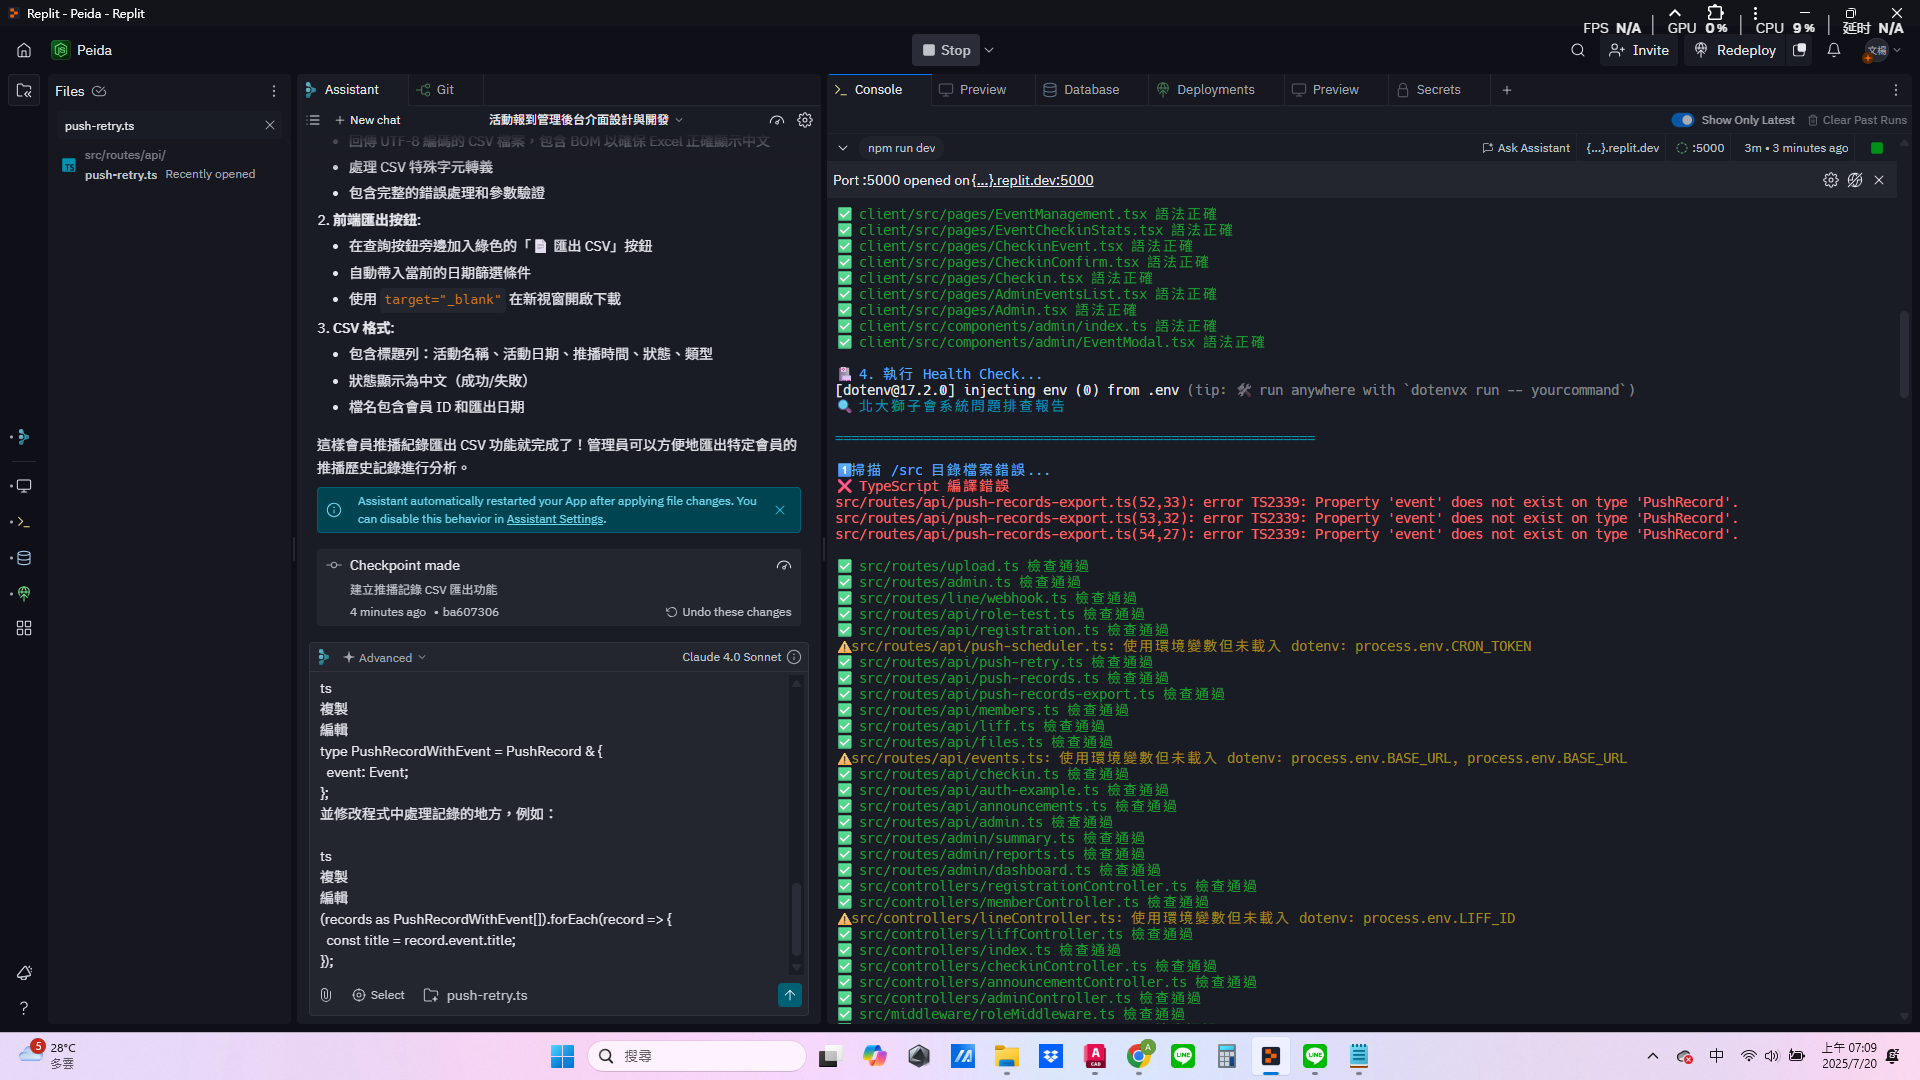 Replit - Peida - Replit
FPS N/A GPU 0% CPU 9% 延时 N/A
Peida
Stop
Invite
Redeploy
Files
push-retry.ts
src/routes/api/
push-retry.ts Recently opened
Assistant
Git
New chat
活動報到管理後台介面設計與開發
回傳 UTF-8 編碼的 CSV 檔案，包含 BOM 以確保 Excel 正確顯示中文
處理 CSV 特殊字元轉義
包含完整的錯誤處理和參數驗證
2. 前端匯出按鈕:
在查詢按鈕旁邊加入綠色的「📄 匯出 CSV」按鈕
自動帶入當前的日期篩選條件
使用 target="_blank" 在新視窗開啟下載
3. CSV 格式:
包含標題列：活動名稱、活動日期、推播時間、狀態、類型
狀態顯示為中文（成功/失敗）
檔名包含會員 ID 和匯出日期
這樣會員推播紀錄匯出 CSV 功能就完成了！管理員可以方便地匯出特定會員的
推播歷史記錄進行分析。
Assistant automatically restarted your App after applying file changes. You
can disable this behavior in Assistant Settings.
Checkpoint made
建立推播記錄 CSV 匯出功能
4 minutes ago • ba607306
Undo these changes
Advanced
Claude 4.0 Sonnet
ts
複製
編輯
type PushRecordWithEvent = PushRecord & {
event: Event;
};
並修改程式中處理記錄的地方，例如：
ts
複製
編輯
(records as PushRecordWithEvent[]).forEach(record => {
const title = record.event.title;
});
Select
push-retry.ts
Console
Preview
Database
Deployments
Preview
Secrets
Show Only Latest
Clear Past Runs
npm run dev
Ask Assistant
{...}.replit.dev
:5000
3m • 3 minutes ago
Port :5000 opened on {...}.replit.dev:5000
✅ client/src/pages/EventManagement.tsx 語法正確
✅ client/src/pages/EventCheckinStats.tsx 語法正確
✅ client/src/pages/CheckinEvent.tsx 語法正確
✅ client/src/pages/CheckinConfirm.tsx 語法正確
✅ client/src/pages/Checkin.tsx 語法正確
✅ client/src/pages/AdminEventsList.tsx 語法正確
✅ client/src/pages/Admin.tsx 語法正確
✅ client/src/components/admin/index.ts 語法正確
✅ client/src/components/admin/EventModal.tsx 語法正確
4. 執行 Health Check...
[dotenv@17.2.0] injecting env (0) from .env (tip: 🛠 run anywhere with `dotenvx run -- yourcommand`)
🔍 北大獅子會系統問題排查報告
============================================================
1️⃣掃描 /src 目錄檔案錯誤...
❌ TypeScript 編譯錯誤
src/routes/api/push-records-export.ts(52,33): error TS2339: Property 'event' does not exist on type 'PushRecord'.
src/routes/api/push-records-export.ts(53,32): error TS2339: Property 'event' does not exist on type 'PushRecord'.
src/routes/api/push-records-export.ts(54,27): error TS2339: Property 'event' does not exist on type 'PushRecord'.
✅ src/routes/upload.ts 檢查通過
✅ src/routes/admin.ts 檢查通過
✅ src/routes/line/webhook.ts 檢查通過
✅ src/routes/api/role-test.ts 檢查通過
✅ src/routes/api/registration.ts 檢查通過
⚠️src/routes/api/push-scheduler.ts: 使用環境變數但未載入 dotenv: process.env.CRON_TOKEN
✅ src/routes/api/push-retry.ts 檢查通過
✅ src/routes/api/push-records.ts 檢查通過
✅ src/routes/api/push-records-export.ts 檢查通過
✅ src/routes/api/members.ts 檢查通過
✅ src/routes/api/liff.ts 檢查通過
✅ src/routes/api/files.ts 檢查通過
⚠️src/routes/api/events.ts: 使用環境變數但未載入 dotenv: process.env.BASE_URL, process.env.BASE_URL
✅ src/routes/api/checkin.ts 檢查通過
✅ src/routes/api/auth-example.ts 檢查通過
✅ src/routes/api/announcements.ts 檢查通過
✅ src/routes/api/admin.ts 檢查通過
✅ src/routes/admin/summary.ts 檢查通過
✅ src/routes/admin/reports.ts 檢查通過
✅ src/routes/admin/dashboard.ts 檢查通過
✅ src/controllers/registrationController.ts 檢查通過
✅ src/controllers/memberController.ts 檢查通過
⚠️src/controllers/lineController.ts: 使用環境變數但未載入 dotenv: process.env.LIFF_ID
✅ src/controllers/liffController.ts 檢查通過
✅ src/controllers/index.ts 檢查通過
✅ src/controllers/checkinController.ts 檢查通過
✅ src/controllers/announcementController.ts 檢查通過
✅ src/controllers/adminController.ts 檢查通過
✅ src/middleware/roleMiddleware.ts 檢查通過
5
28°C
多雲
搜尋
中
上午 07:09
2025/7/20